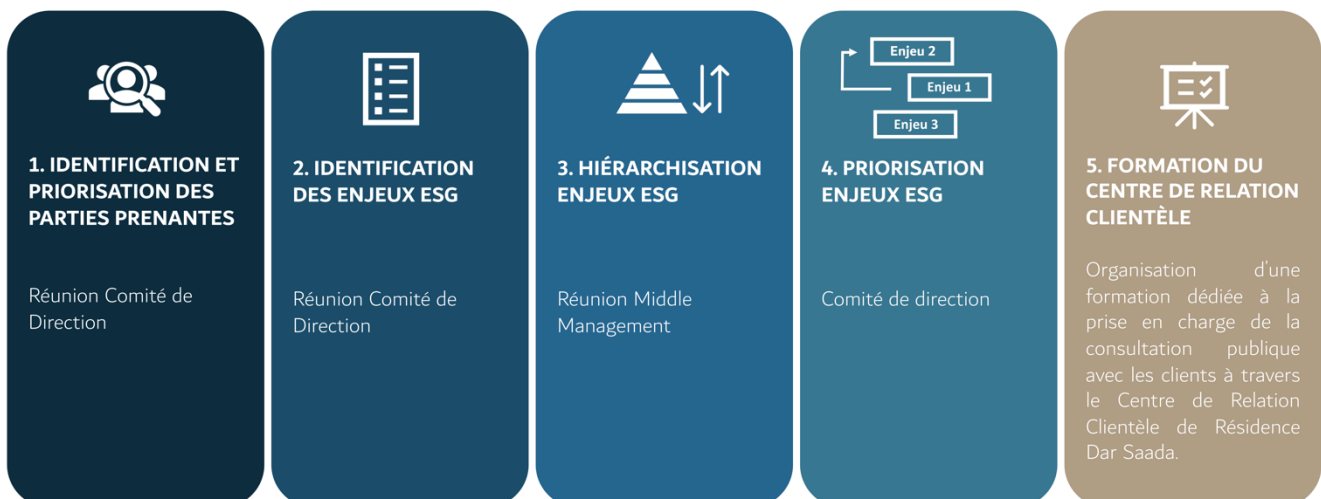 1. IDENTIFICATION ET
PRIORISATION DES
PARTIES PRENANTES
Réunion Comité de
Direction
2. IDENTIFICATION
DES ENJEUX ESG
Réunion Comité de
Direction
3. HIÉRARCHISATION
ENJEUX ESG
Réunion Middle
Management
Enjeu 2
Enjeu 1
Enjeu 3
4. PRIORISATION
ENJEUX ESG
Comité de direction
5. FORMATION DU
CENTRE DE RELATION
CLIENTÈLE
Organisation d'une
formation dédiée à la
prise en charge de la
consultation publique
avec les clients à travers
le Centre de Relation
Clientèle de Résidence
Dar Saada.